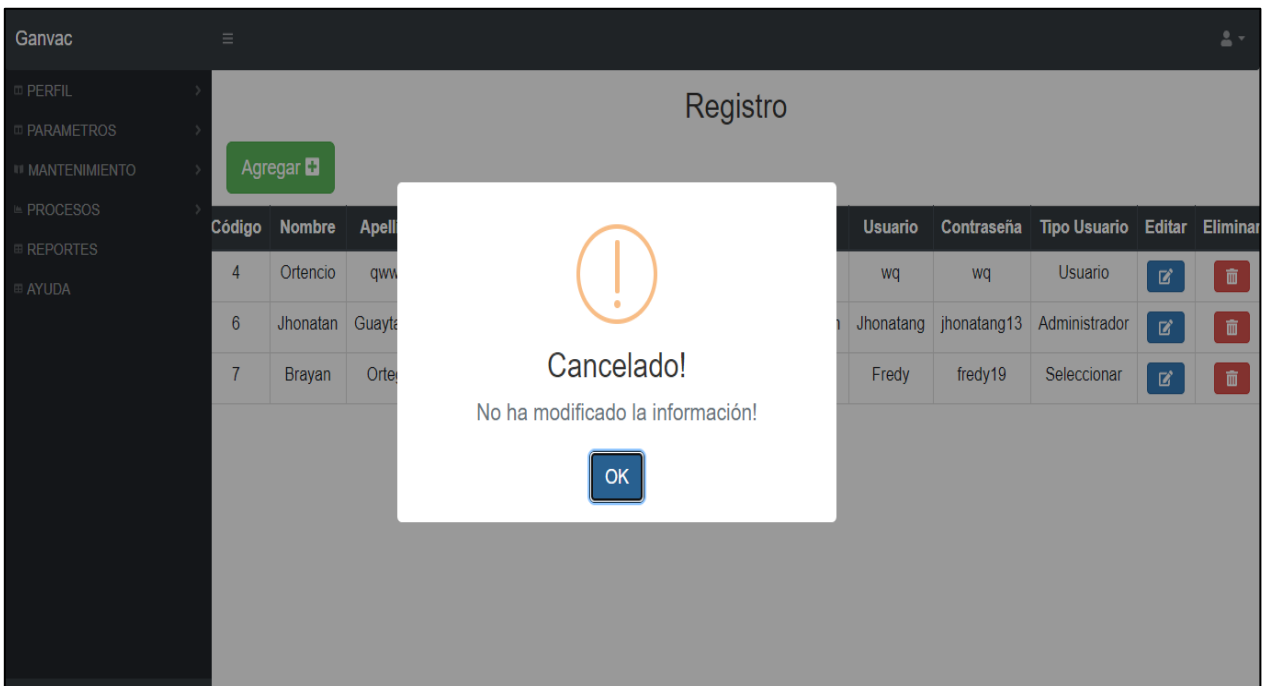 Ganvac
PERFIL
PARAMETROS
MANTENIMIENTO
PROCESOS
REPORTES
AYUDA
Registro
Agregar
Código Nombre Apelli Usuario Contraseña Tipo Usuario Editar Eliminar
4 Ortencio qww wq wq Usuario
6 Jhonatan Guayta Jhonatang jhonatang13 Administrador
7 Brayan Orte Fredy fredy19 Seleccionar
Cancelado!
No ha modificado la información!
OK